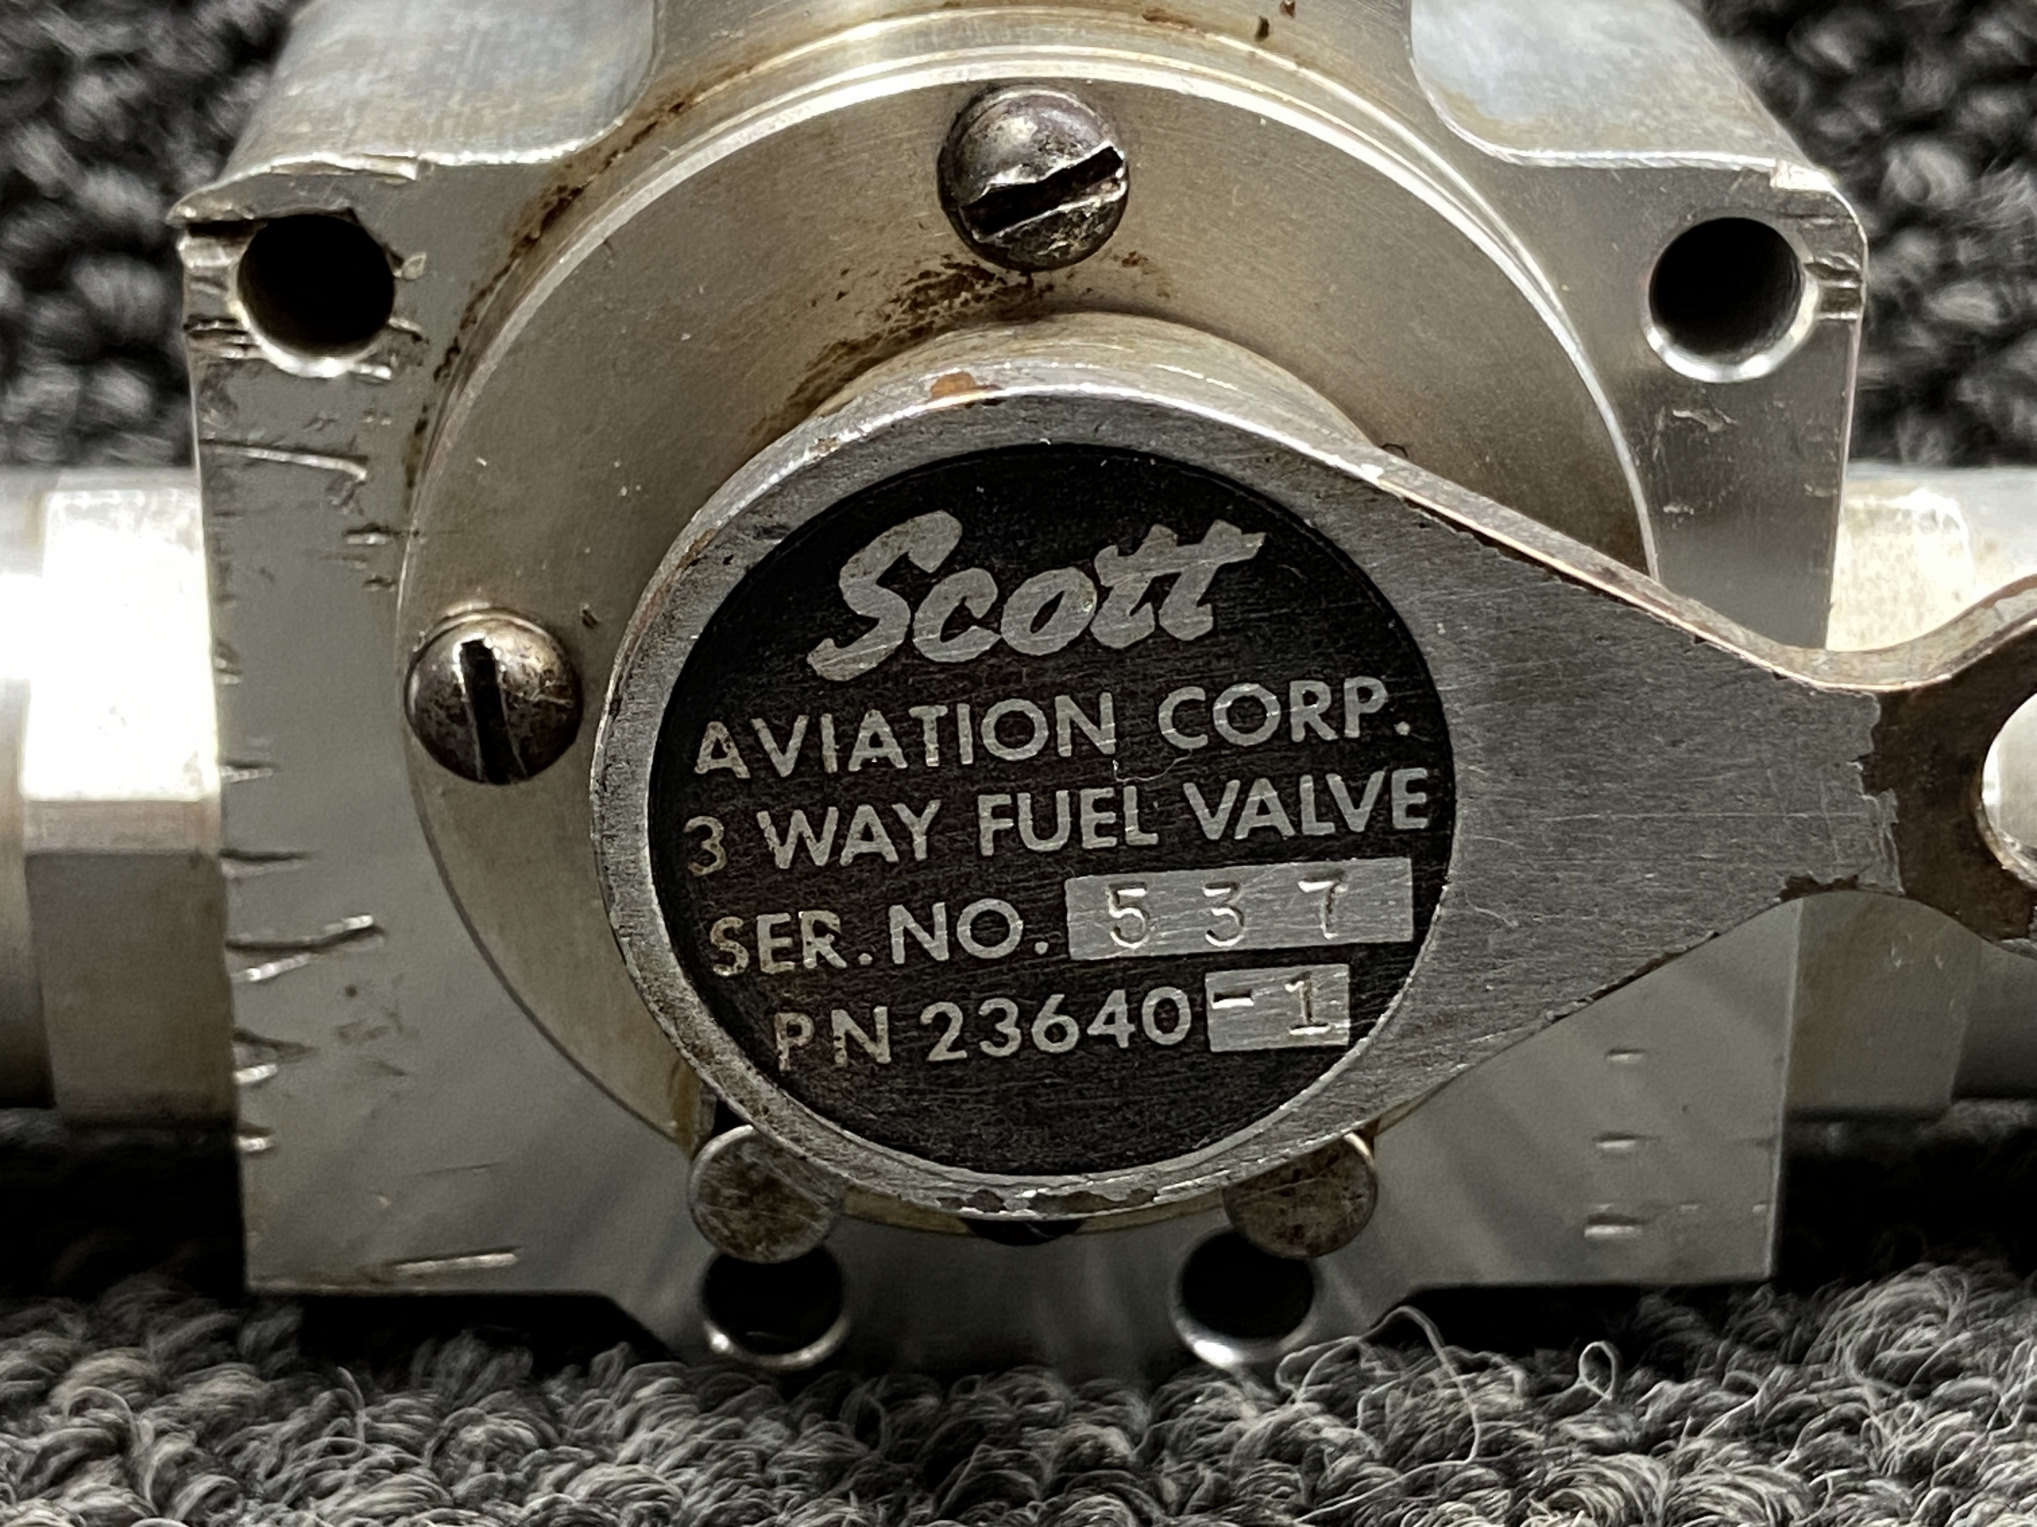 Scott
AVIATION CORP.
3 WAY FUEL VALVE
SER. NO. 537
PN 23640-1